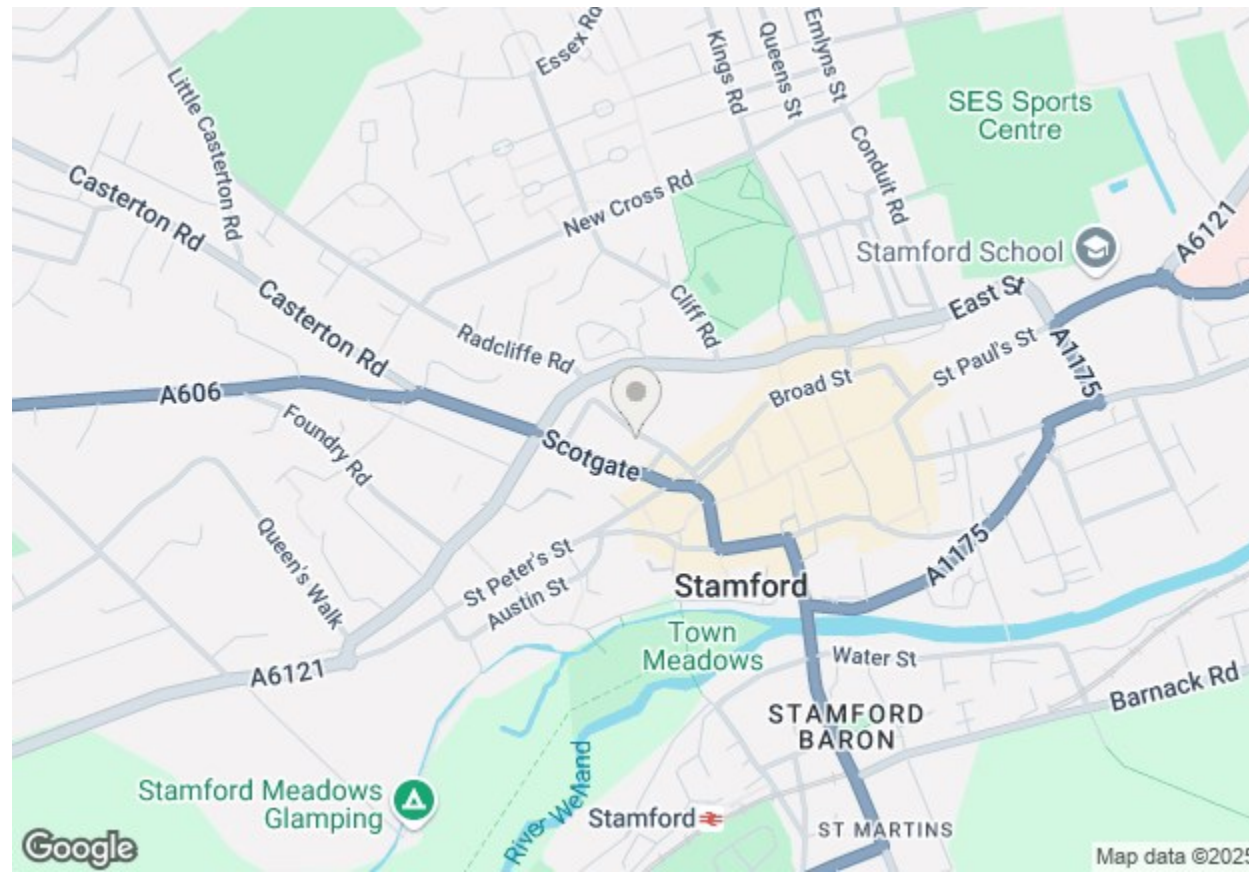 Essex Rd
Kings Rd
Queens St
Emlyns St
Little Casterton Rd
SES Sports
Centre
Conduit Rd
Casterton Rd
New Cross Rd
Stamford School
A6121
Casterton Rd
Cliff Rd
East St
Radcliffe Rd
St Paul's St
A1175
A606
Broad St
Foundry Rd
Scotgate
Queen's Walk
St Peter's St
Austin St
A1175
Stamford
Town
Meadows
Water St
A6121
Barnack Rd
STAMFORD
BARON
Stamford Meadows
Glamping
River Welland
Stamford
ST MARTINS
Google
Map data ©2025